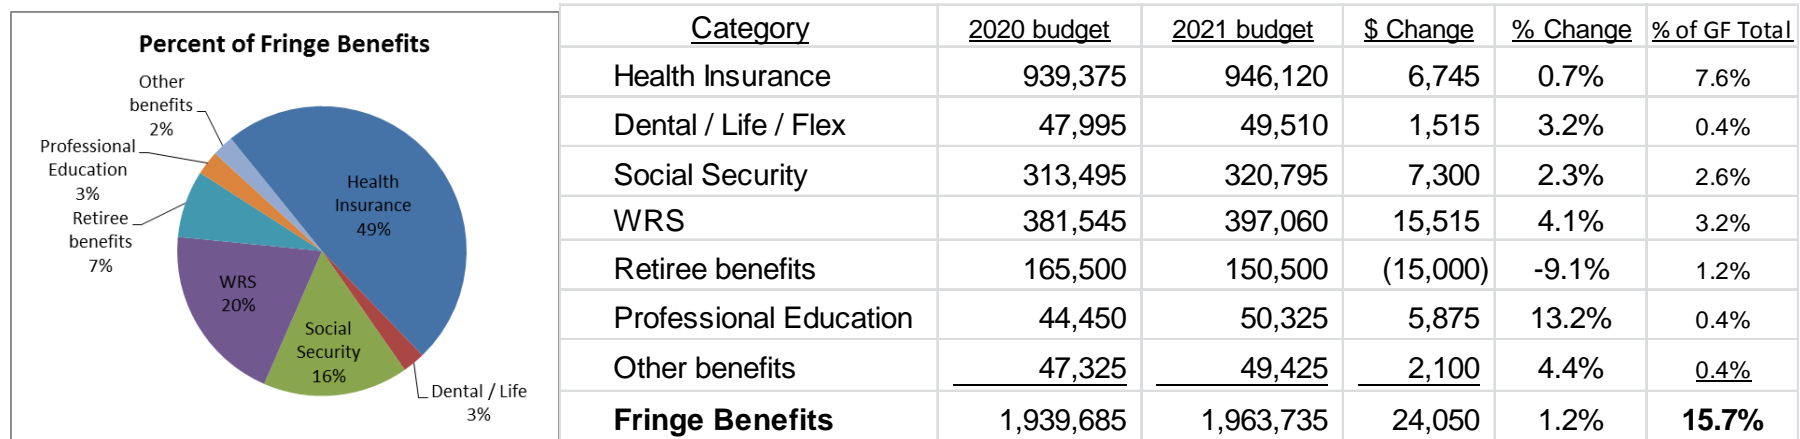 Percent of Fringe Benefits
Other
benefits
2%
Professional
Education
3%
Retiree
benefits
7%
WRS
20%
Social
Security
16%
Dental / Life
3%
Health
Insurance
49%
Category 2020 budget 2021 budget $ Change % Change % of GF Total
Health Insurance 939,375 946,120 6,745 0.7% 7.6%
Dental / Life / Flex 47,995 49,510 1,515 3.2% 0.4%
Social Security 313,495 320,795 7,300 2.3% 2.6%
WRS 381,545 397,060 15,515 4.1% 3.2%
Retiree benefits 165,500 150,500 (15,000) -9.1% 1.2%
Professional Education 44,450 50,325 5,875 13.2% 0.4%
Other benefits 47,325 49,425 2,100 4.4% 0.4%
Fringe Benefits 1,939,685 1,963,735 24,050 1.2% 15.7%